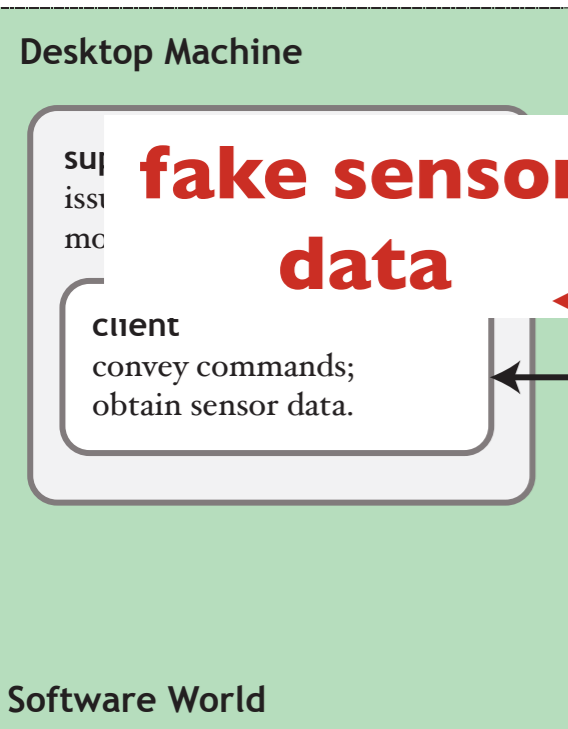 Desktop Machine
fake sensor
data
client
convey commands;
obtain sensor data.
Software World